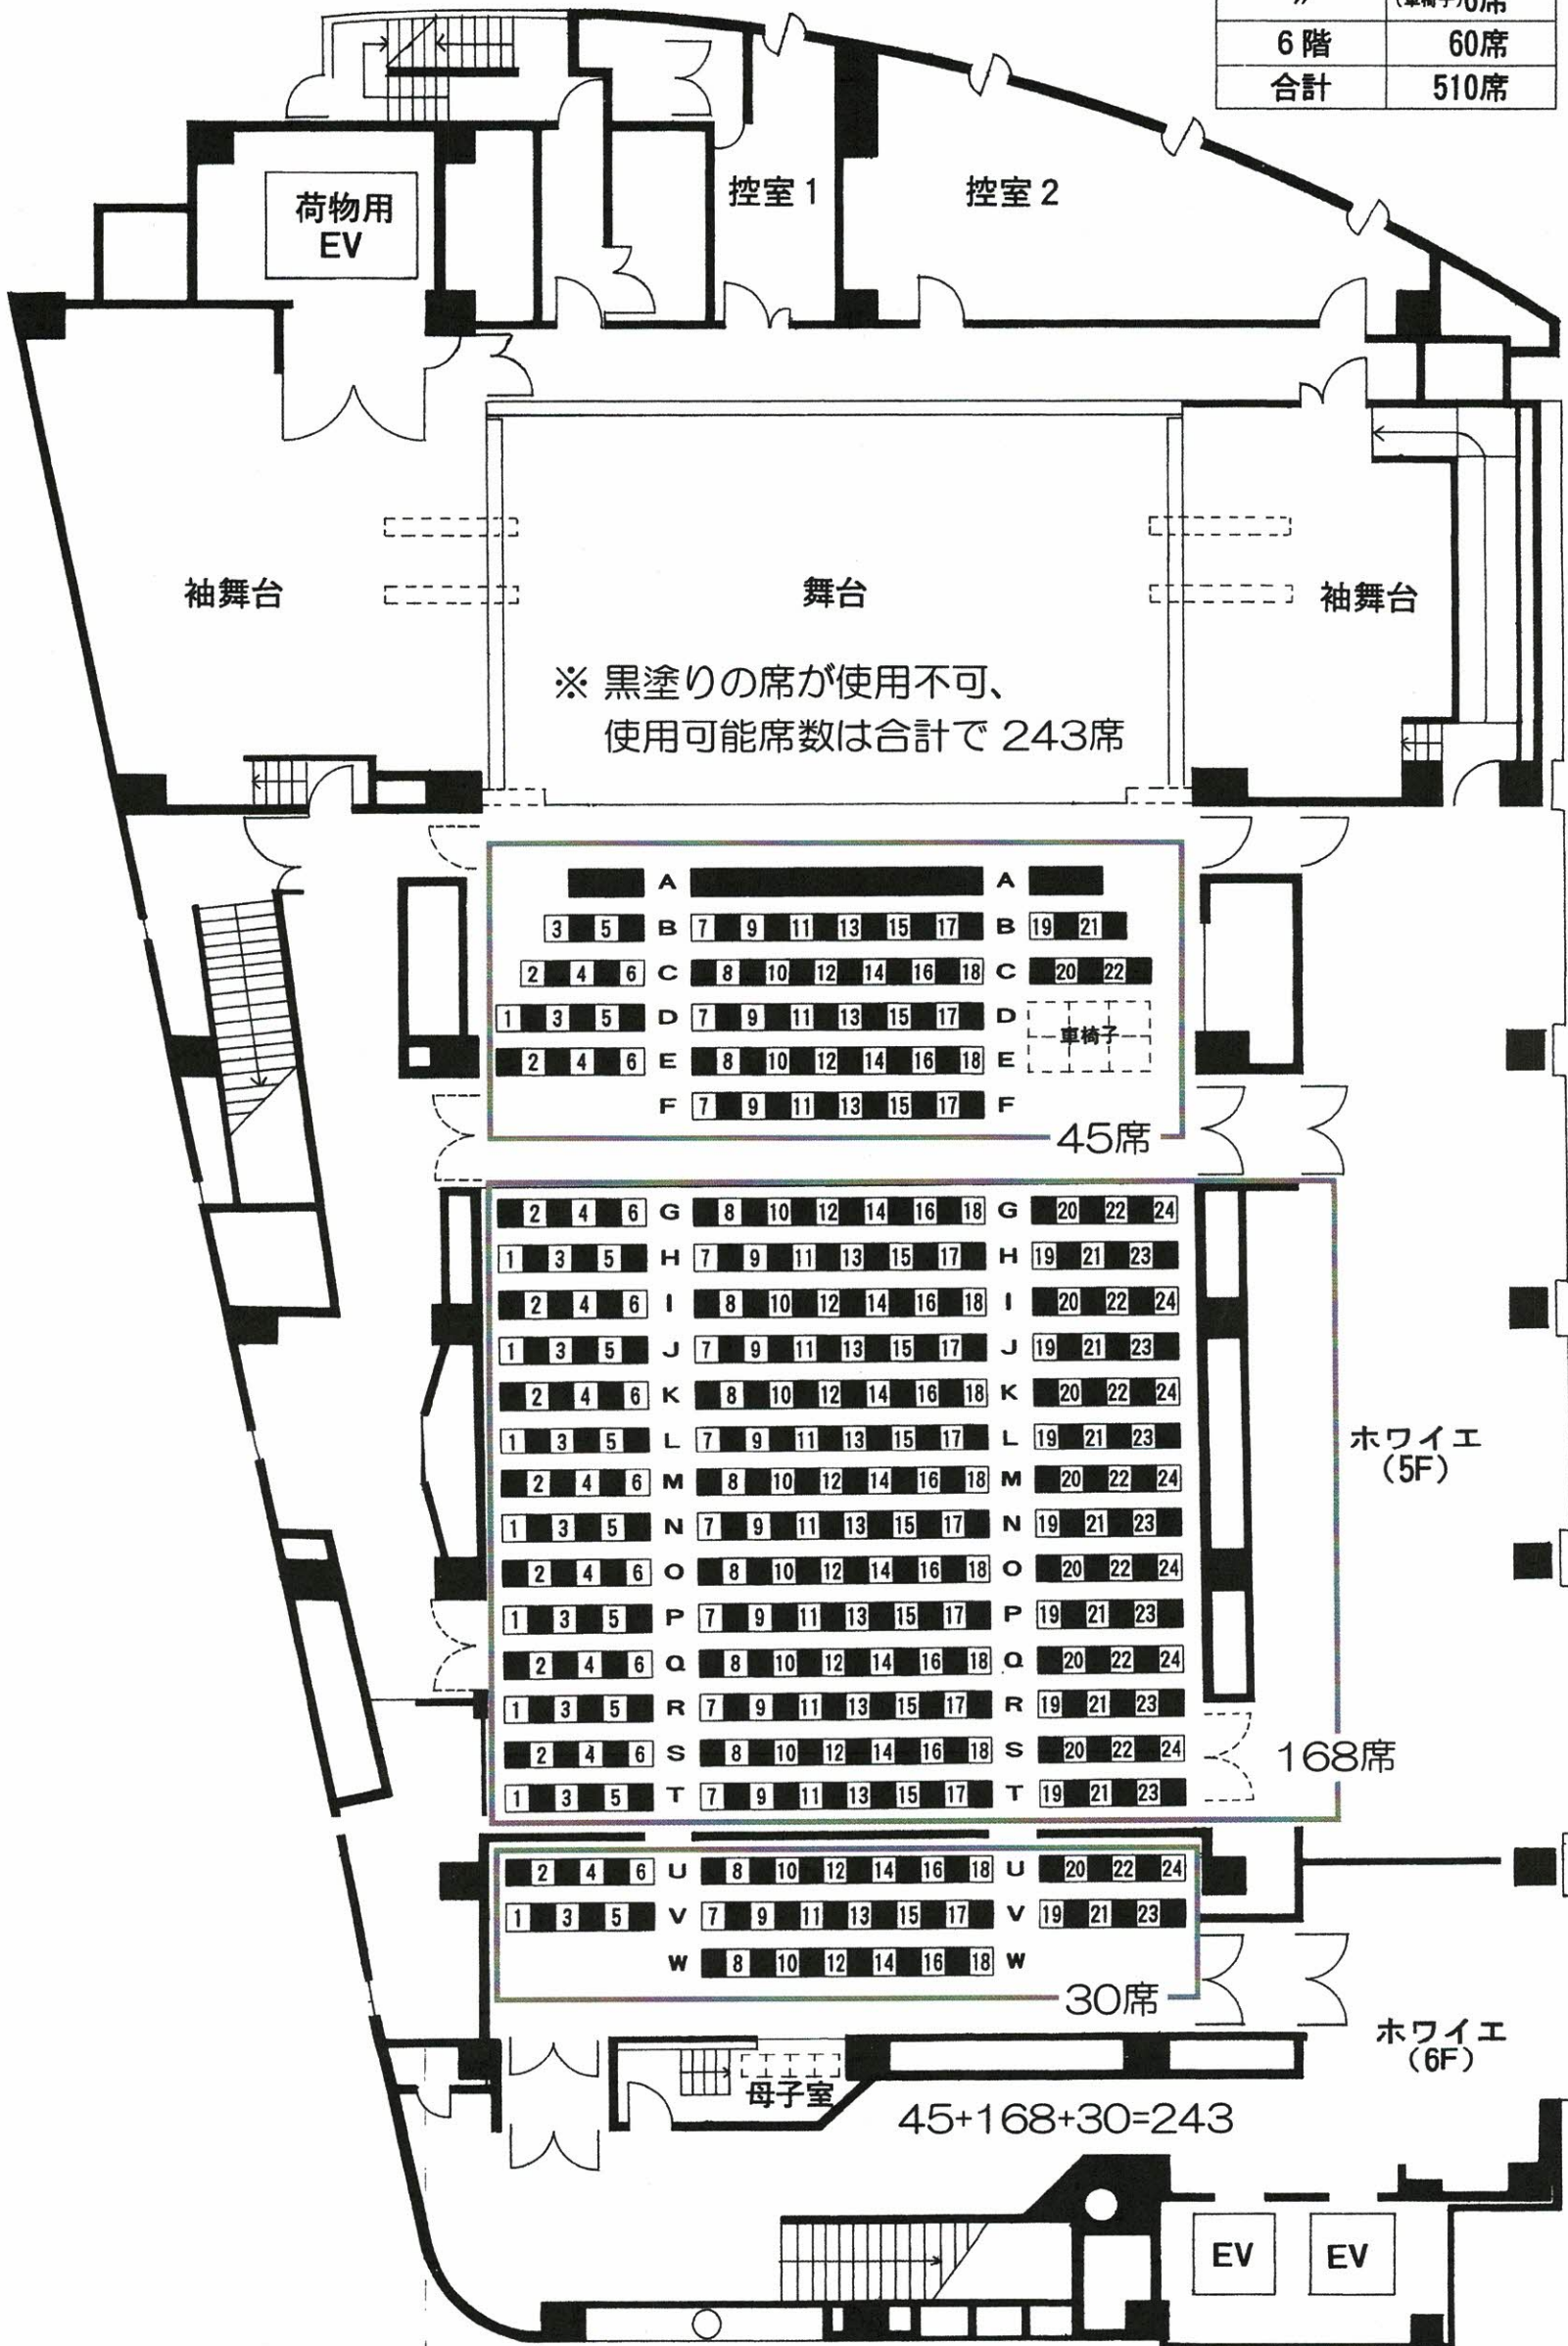 〃 (車椅子)6席
6階 60席
合計 510席
控室1 控室2
荷物用
EV
袖舞台 舞台 袖舞台
※ 黒塗りの席が使用不可、
使用可能席数は合計で 243席
A A
3 5 B 7 9 11 13 15 17 B 19 21
2 4 6 C 8 10 12 14 16 18 C 20 22
1 3 5 D 7 9 11 13 15 17 D
車椅子
2 4 6 E 8 10 12 14 16 18 E
F 7 9 11 13 15 17 F
45席
2 4 6 G 8 10 12 14 16 18 G 20 22 24
1 3 5 H 7 9 11 13 15 17 H 19 21 23
2 4 6 I 8 10 12 14 16 18 I 20 22 24
1 3 5 J 7 9 11 13 15 17 J 19 21 23
2 4 6 K 8 10 12 14 16 18 K 20 22 24
1 3 5 L 7 9 11 13 15 17 L 19 21 23
ホワイエ
(5F)
2 4 6 M 8 10 12 14 16 18 M 20 22 24
1 3 5 N 7 9 11 13 15 17 N 19 21 23
2 4 6 O 8 10 12 14 16 18 O 20 22 24
1 3 5 P 7 9 11 13 15 17 P 19 21 23
2 4 6 Q 8 10 12 14 16 18 Q 20 22 24
1 3 5 R 7 9 11 13 15 17 R 19 21 23
2 4 6 S 8 10 12 14 16 18 S 20 22 24
168席
1 3 5 T 7 9 11 13 15 17 T 19 21 23
2 4 6 U 8 10 12 14 16 18 U 20 22 24
1 3 5 V 7 9 11 13 15 17 V 19 21 23
W 8 10 12 14 16 18 W
30席
ホワイエ
(6F)
母子室
45+168+30=243
EV EV